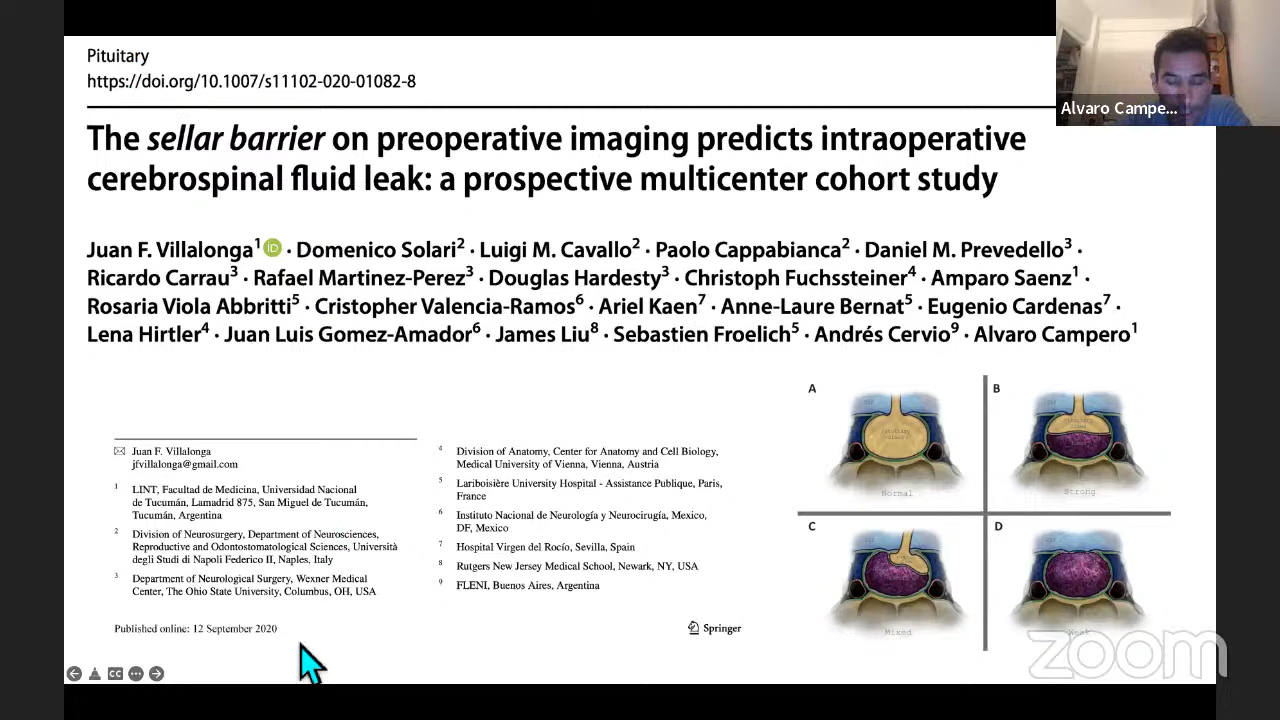 Pituitary
https://doi.org/10.1007/s11102-020-01082-8
Alvaro Campe...
The sellar barrier on preoperative imaging predicts intraoperative
cerebrospinal fluid leak: a prospective multicenter cohort study
Juan F. Villalonga1 iD · Domenico Solari2 · Luigi M. Cavallo2 · Paolo Cappabianca2 · Daniel M. Prevedello3 ·
Ricardo Carrau3 · Rafael Martinez-Perez3 · Douglas Hardesty3 · Christoph Fuchssteiner4 · Amparo Saenz1 ·
Rosaria Viola Abbritti5 · Cristopher Valencia-Ramos6 · Ariel Kaen7 · Anne-Laure Bernat5 · Eugenio Cardenas7 ·
Lena Hirtler4 · Juan Luis Gomez-Amador6 · James Liu8 · Sebastien Froelich5 · Andrés Cervio9 · Alvaro Campero1
Juan F. Villalonga
jfvillalonga@gmail.com
1 LINT, Facultad de Medicina, Universidad Nacional
de Tucumán, Lamadrid 875, San Miguel de Tucumán,
Tucumán, Argentina
2 Division of Neurosurgery, Department of Neurosciences,
Reproductive and Odontostomatological Sciences, Università
degli Studi di Napoli Federico II, Naples, Italy
3 Department of Neurological Surgery, Wexner Medical
Center, The Ohio State University, Columbus, OH, USA
4 Division of Anatomy, Center for Anatomy and Cell Biology,
Medical University of Vienna, Vienna, Austria
5 Lariboisière University Hospital - Assistance Publique, Paris,
France
6 Instituto Nacional de Neurología y Neurocirugía, Mexico,
DF, Mexico
7 Hospital Virgen del Rocío, Sevilla, Spain
8 Rutgers New Jersey Medical School, Newark, NY, USA
9 FLENI, Buenos Aires, Argentina
Published online: 12 September 2020
Springer
A
Normal
B
Strong
C
Mixed
D
CC
zoom